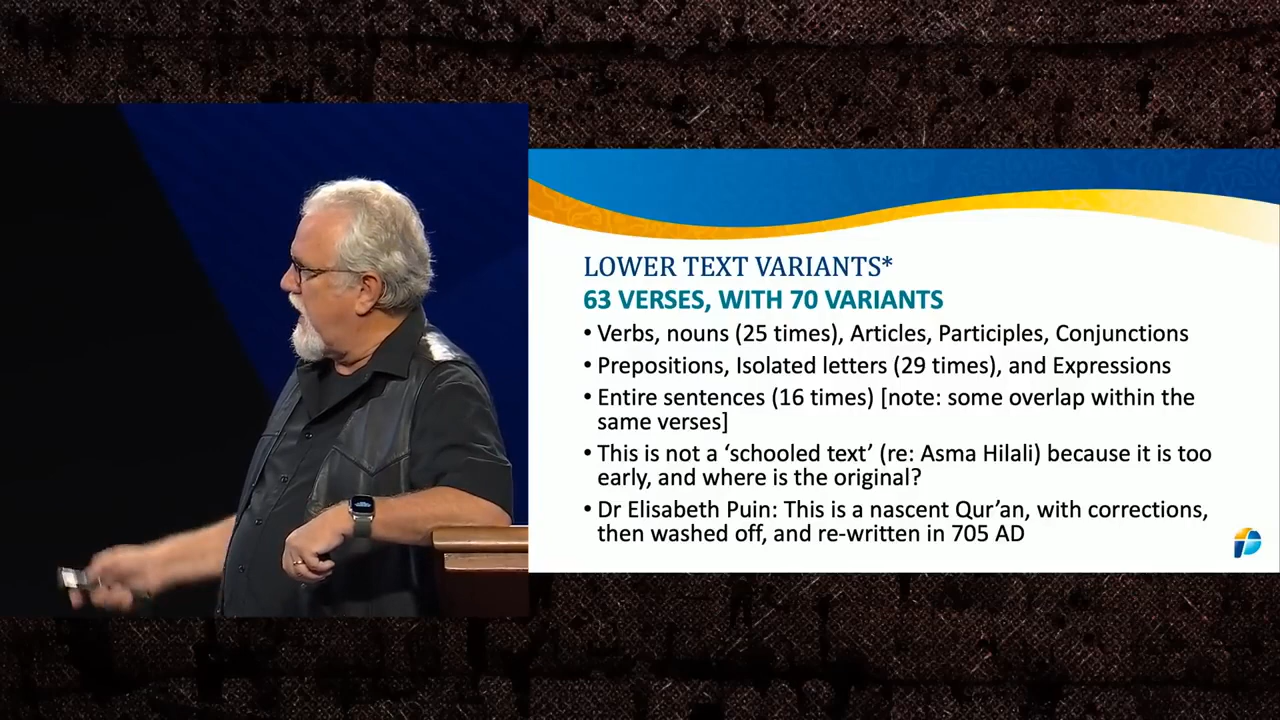 LOWER TEXT VARIANTS*
63 VERSES, WITH 70 VARIANTS
• Verbs, nouns (25 times), Articles, Participles, Conjunctions
• Prepositions, Isolated letters (29 times), and Expressions
• Entire sentences (16 times) [note: some overlap within the
same verses]
• This is not a ‘schooled text’ (re: Asma Hilali) because it is too
early, and where is the original?
• Dr Elisabeth Puin: This is a nascent Qur’an, with corrections,
then washed off, and re-written in 705 AD